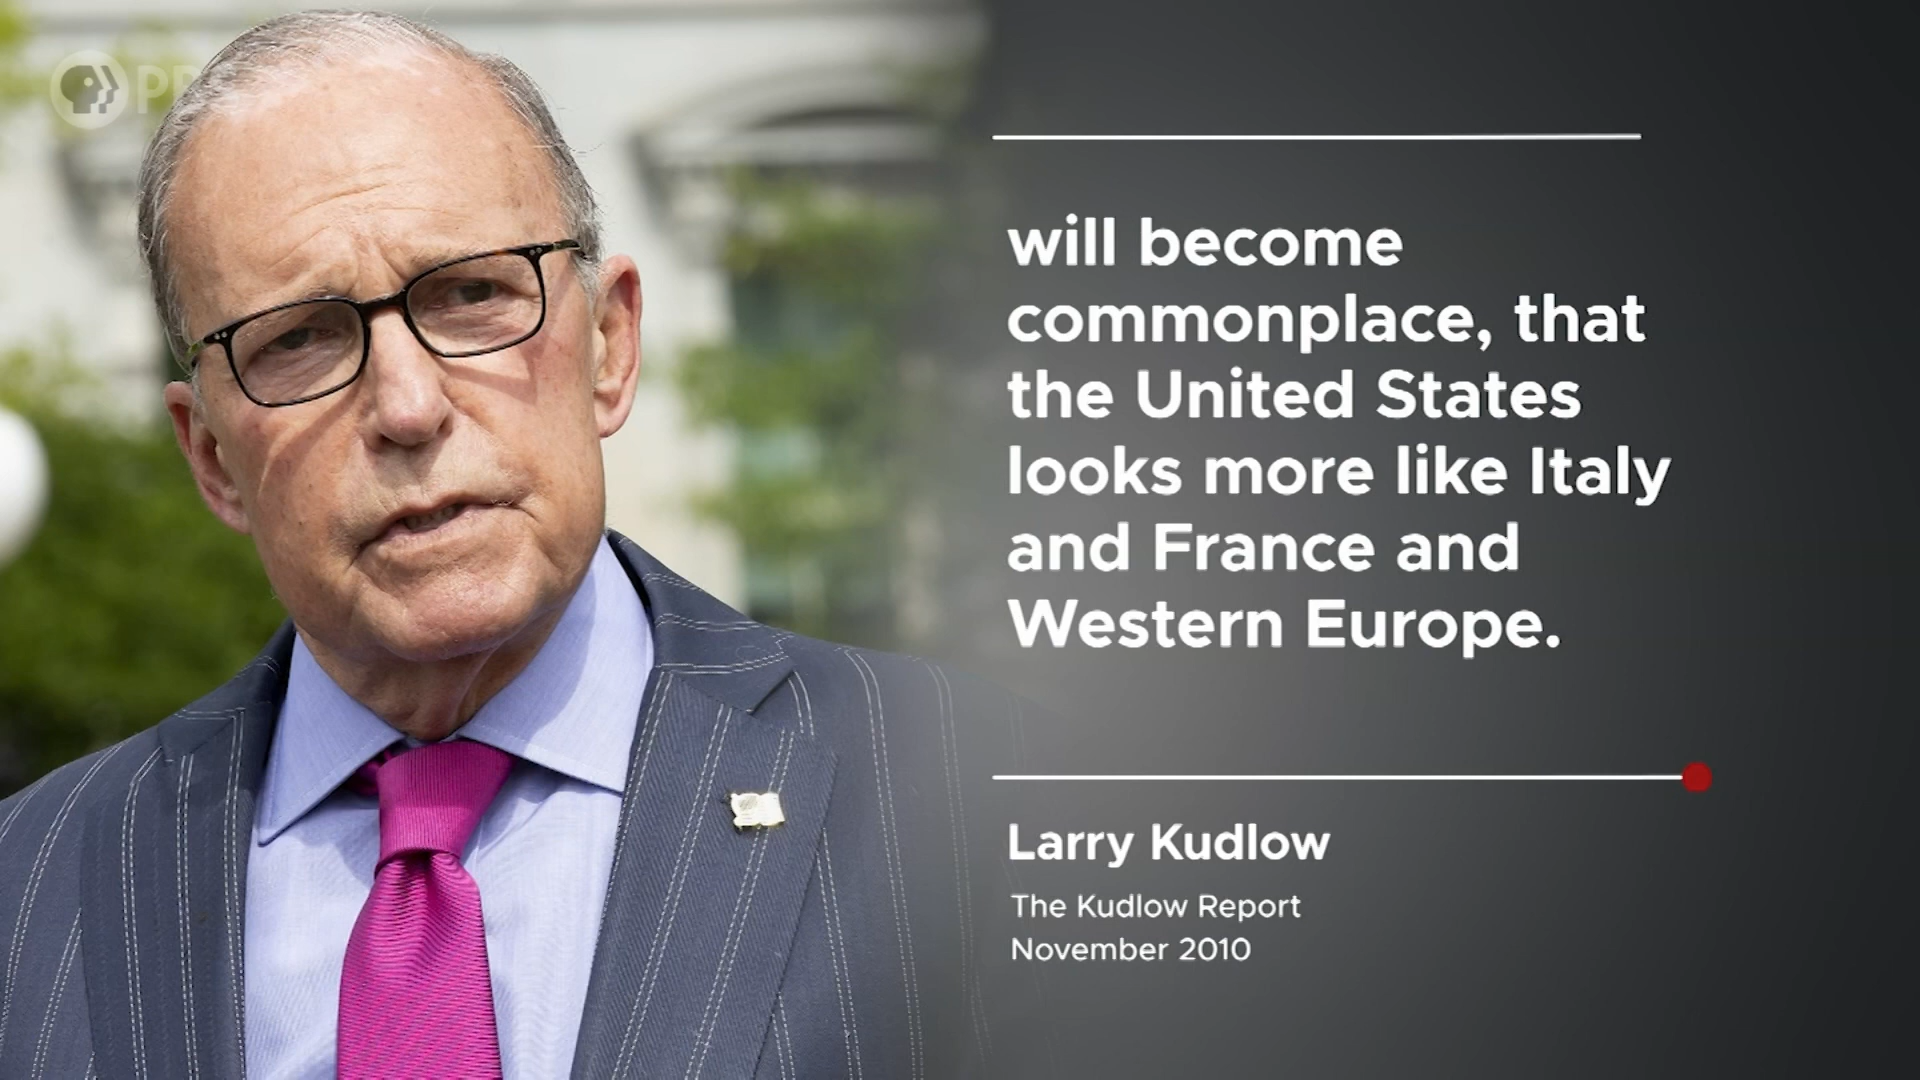 PBS
will become
commonplace, that
the United States
looks more like Italy
and France and
Western Europe.
Larry Kudlow
The Kudlow Report
November 2010